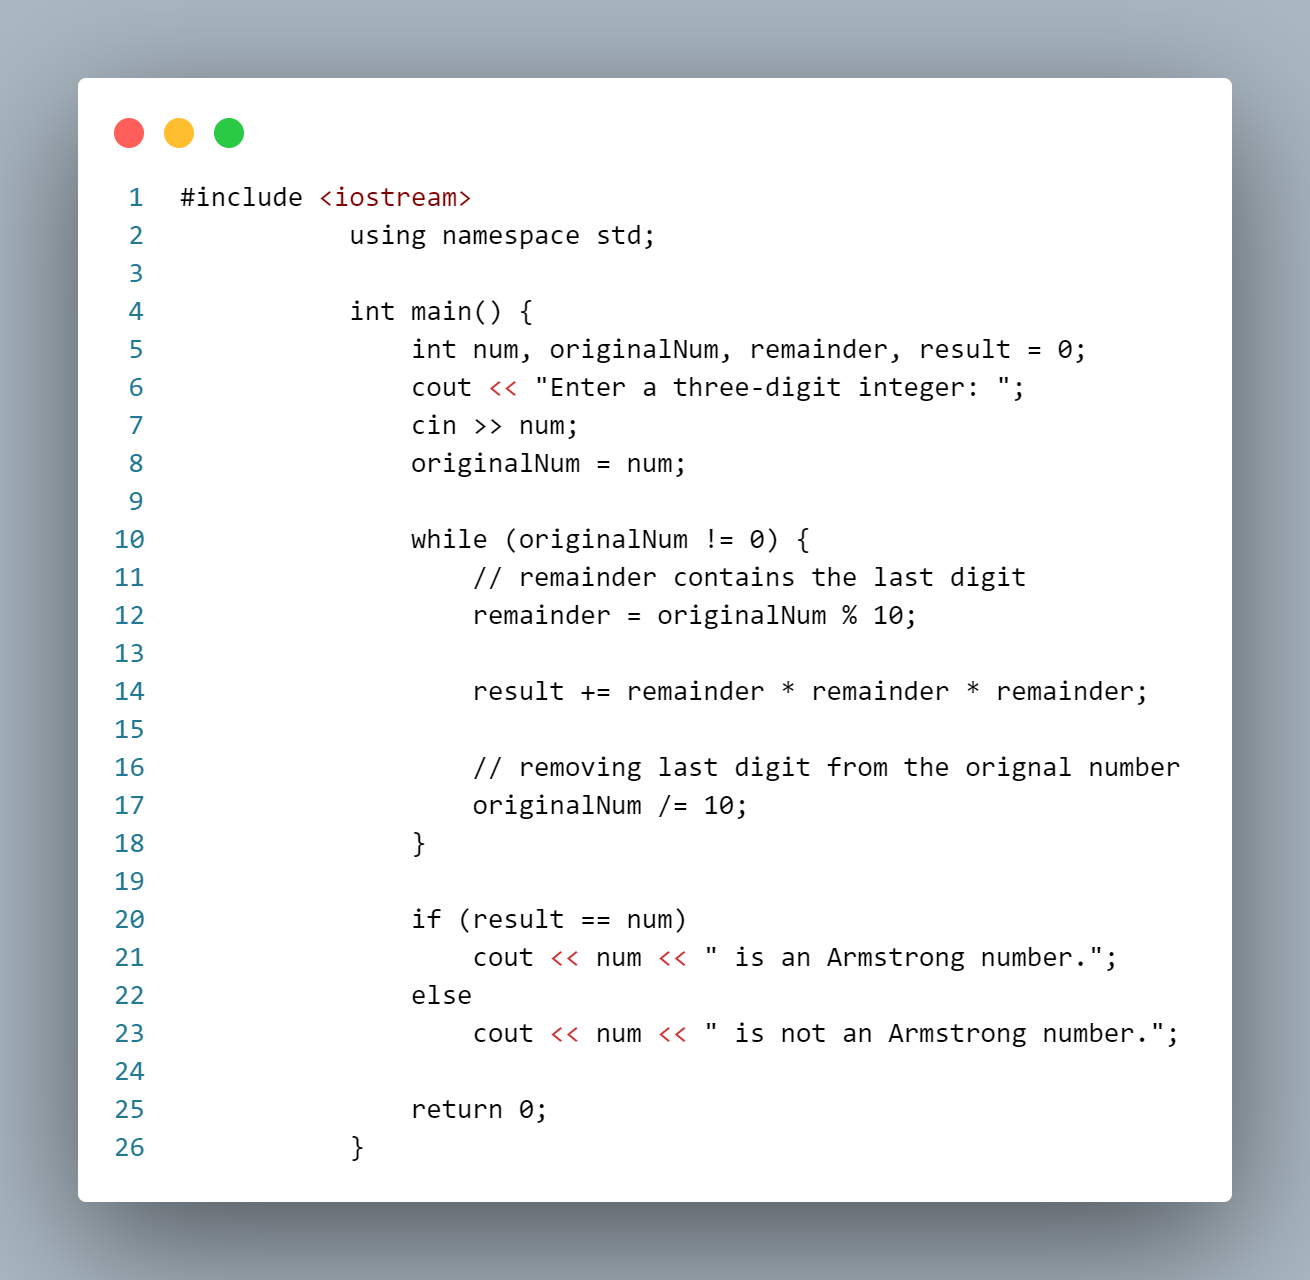 1 #include <iostream>
2 using namespace std;
3
4 int main() {
5 int num, originalNum, remainder, result = 0;
6 cout << "Enter a three-digit integer: ";
7 cin >> num;
8 originalNum = num;
9
10 while (originalNum != 0) {
11 // remainder contains the last digit
12 remainder = originalNum % 10;
13
14 result += remainder * remainder * remainder;
15
16 // removing last digit from the orignal number
17 originalNum /= 10;
18 }
19
20 if (result == num)
21 cout << num << " is an Armstrong number.";
22 else
23 cout << num << " is not an Armstrong number.";
24
25 return 0;
26 }